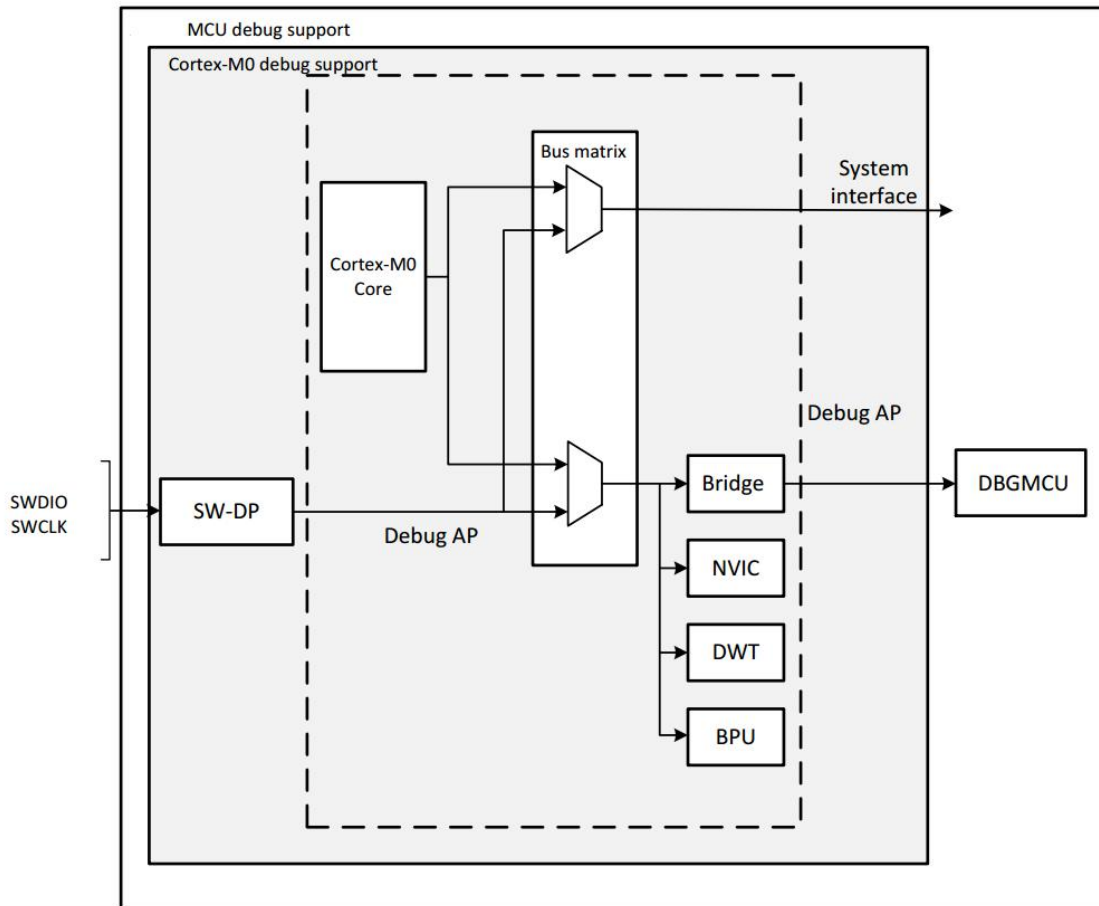 MCU debug support
Cortex-M0 debug support
Bus matrix
System
interface
Cortex-M0
Core
Debug AP
SWDIO
SWCLK
SW-DP
Debug AP
Bridge
DBGMCU
NVIC
DWT
BPU